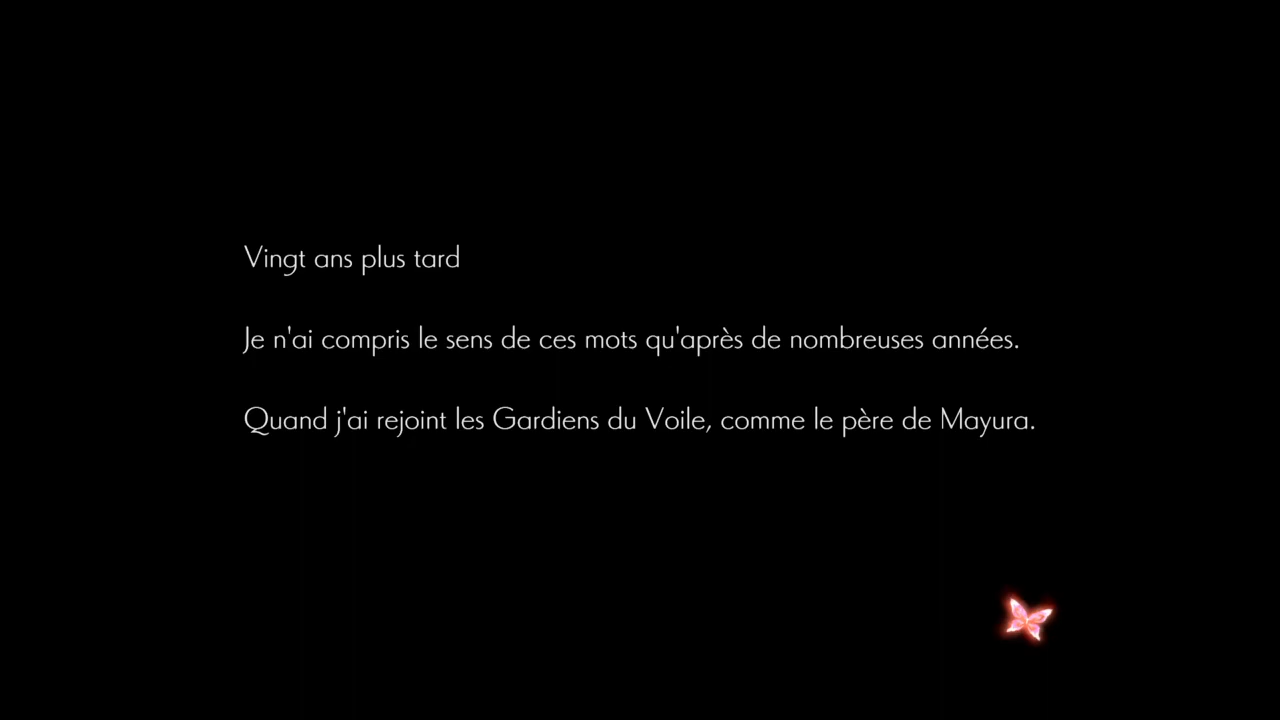 Vingt ans plus tard
Je n'ai compris le sens de ces mots qu'après de nombreuses années.
Quand j'ai rejoint les Gardiens du Voile, comme le père de Mayura.